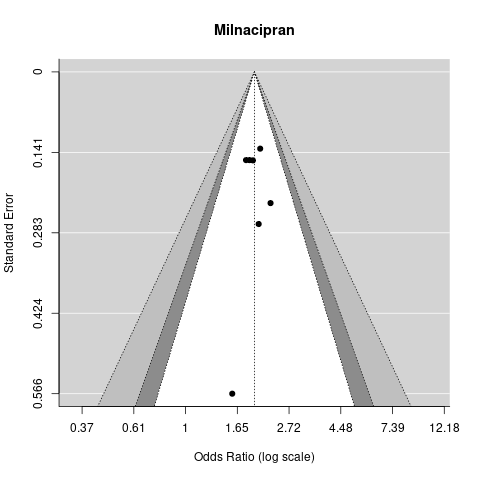 Milnacipran
Standard Error
0
0.141
0.283
0.424
0.566
0.37 0.61 1 1.65 2.72 4.48 7.39 12.18
Odds Ratio (log scale)